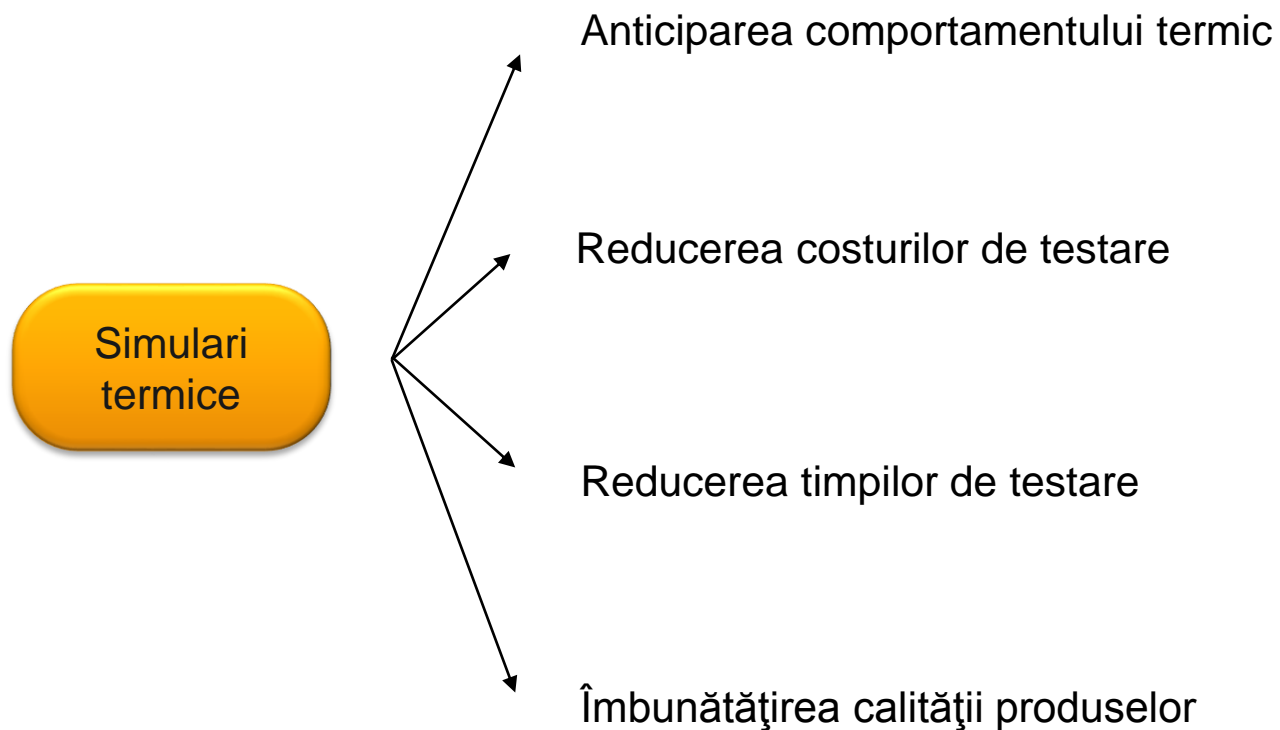 Anticiparea comportamentului termic
Reducerea costurilor de testare
Simulari
termice
Reducerea timpilor de testare
Îmbunătăţirea calităţii produselor